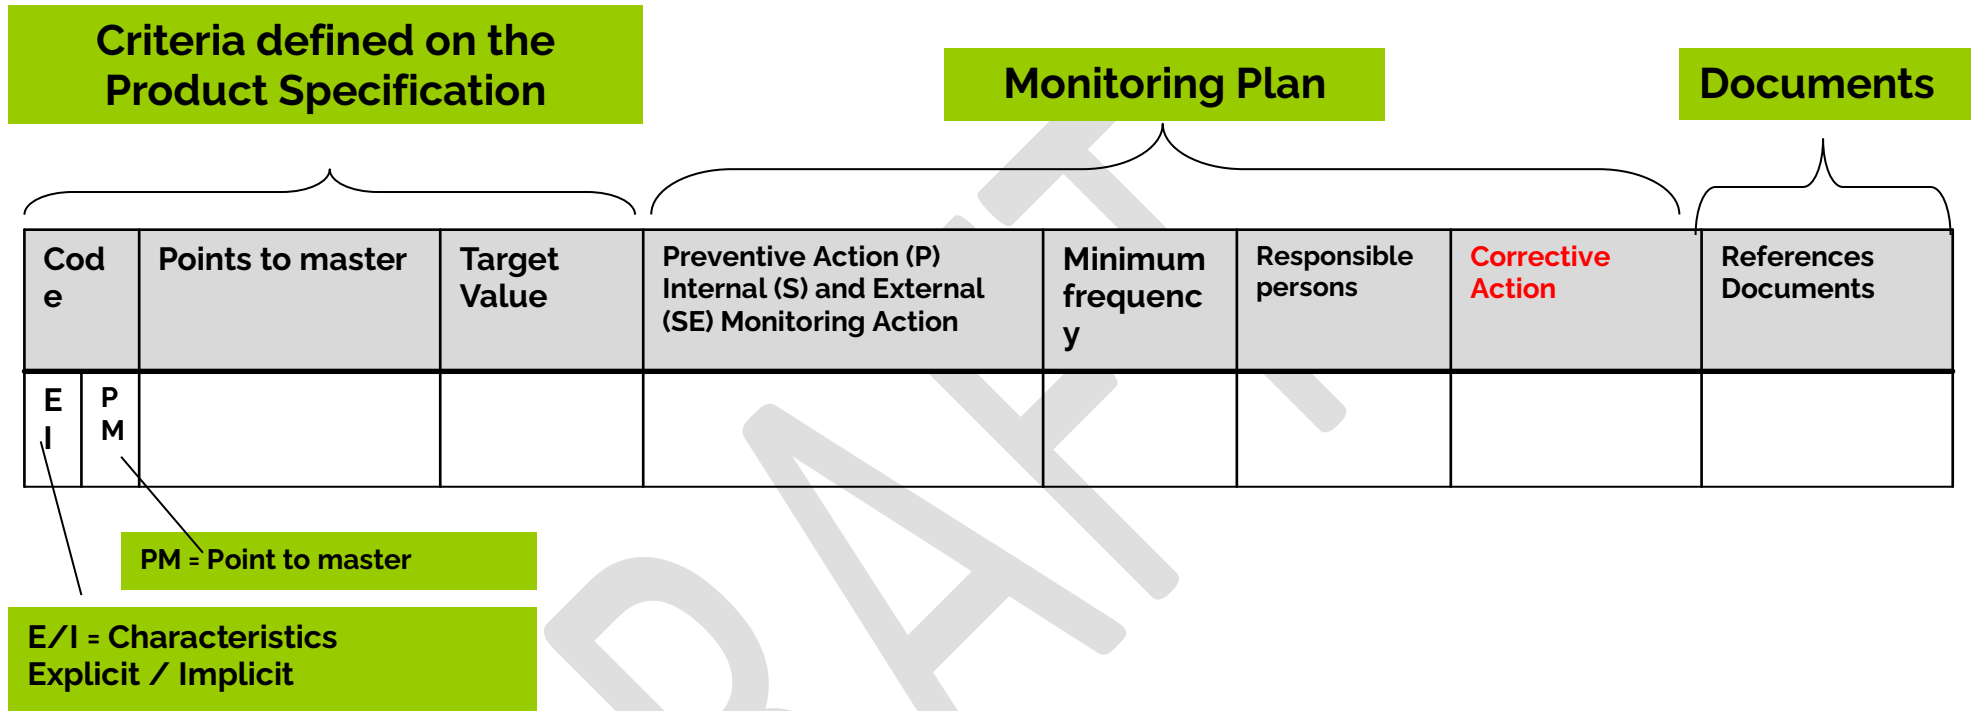 Criteria defined on the
Product Specification
Monitoring Plan
Documents
Cod
e
Points to master
Target
Value
Preventive Action (P)
Internal (S) and External
(SE) Monitoring Action
Minimum
frequenc
y
Responsible
persons
Corrective
Action
References
Documents
E
I
P
M
PM = Point to master
E/I = Characteristics
Explicit / Implicit
DRAFT